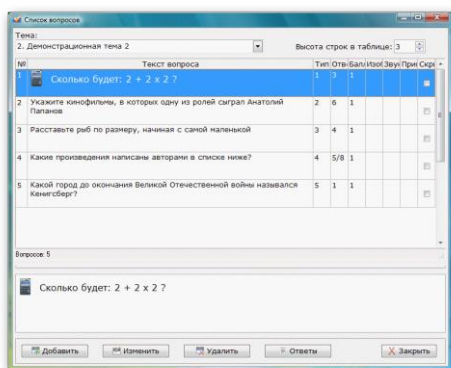 Список вопросов
Тема:
2. Демонстрационная тема 2
Высота строк в таблице: 3
№ Текст вопроса Тип Отв Балл Изоб Звук При Скры
1 Сколько будет: 2 + 2 x 2 ? 1 3 1
2 Укажите кинофильмы, в которых одну из ролей сыграл Анатолий Папанов 2 6 1
3 Расставьте рыб по размеру, начиная с самой маленькой 3 4 1
4 Какие произведения написаны авторами в списке ниже? 4 5/8 1
5 Какой город до окончания Великой Отечественной войны назывался Кенигсберг? 5 1 1
Вопросов: 5
Сколько будет: 2 + 2 x 2 ?
Добавить Изменить Удалить Ответы Закрыть